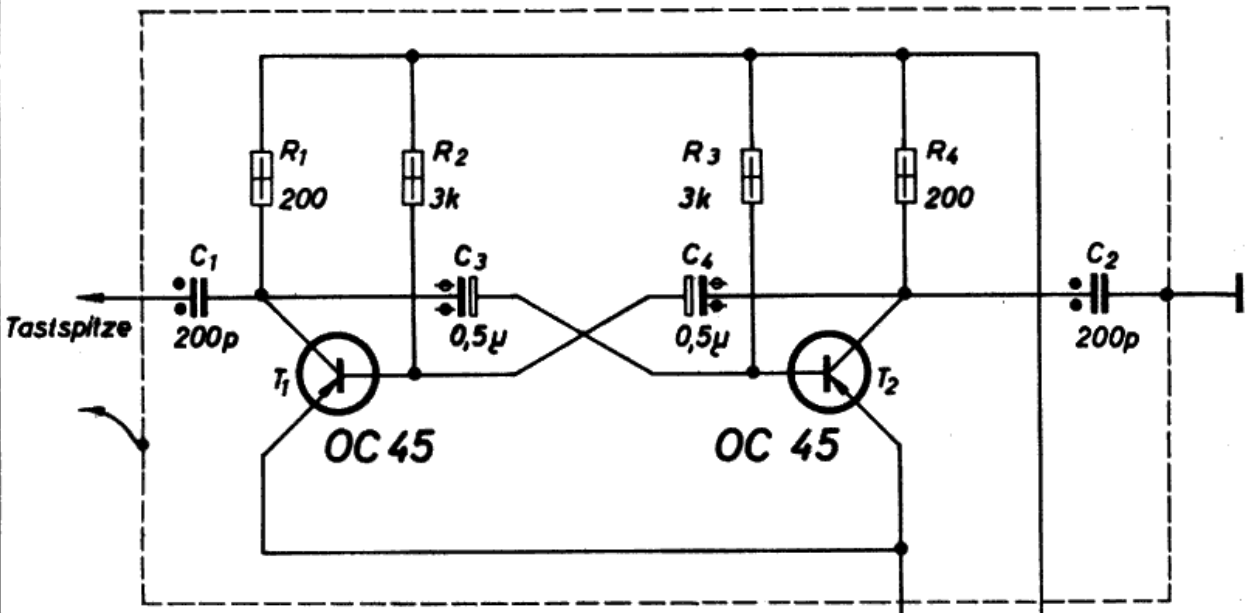 R1
200
R2
3k
R3
3k
R4
200
C1
200p
C3
0,5µ
C4
0,5µ
C2
200p
Tastspitze
T1
OC 45
T2
OC 45